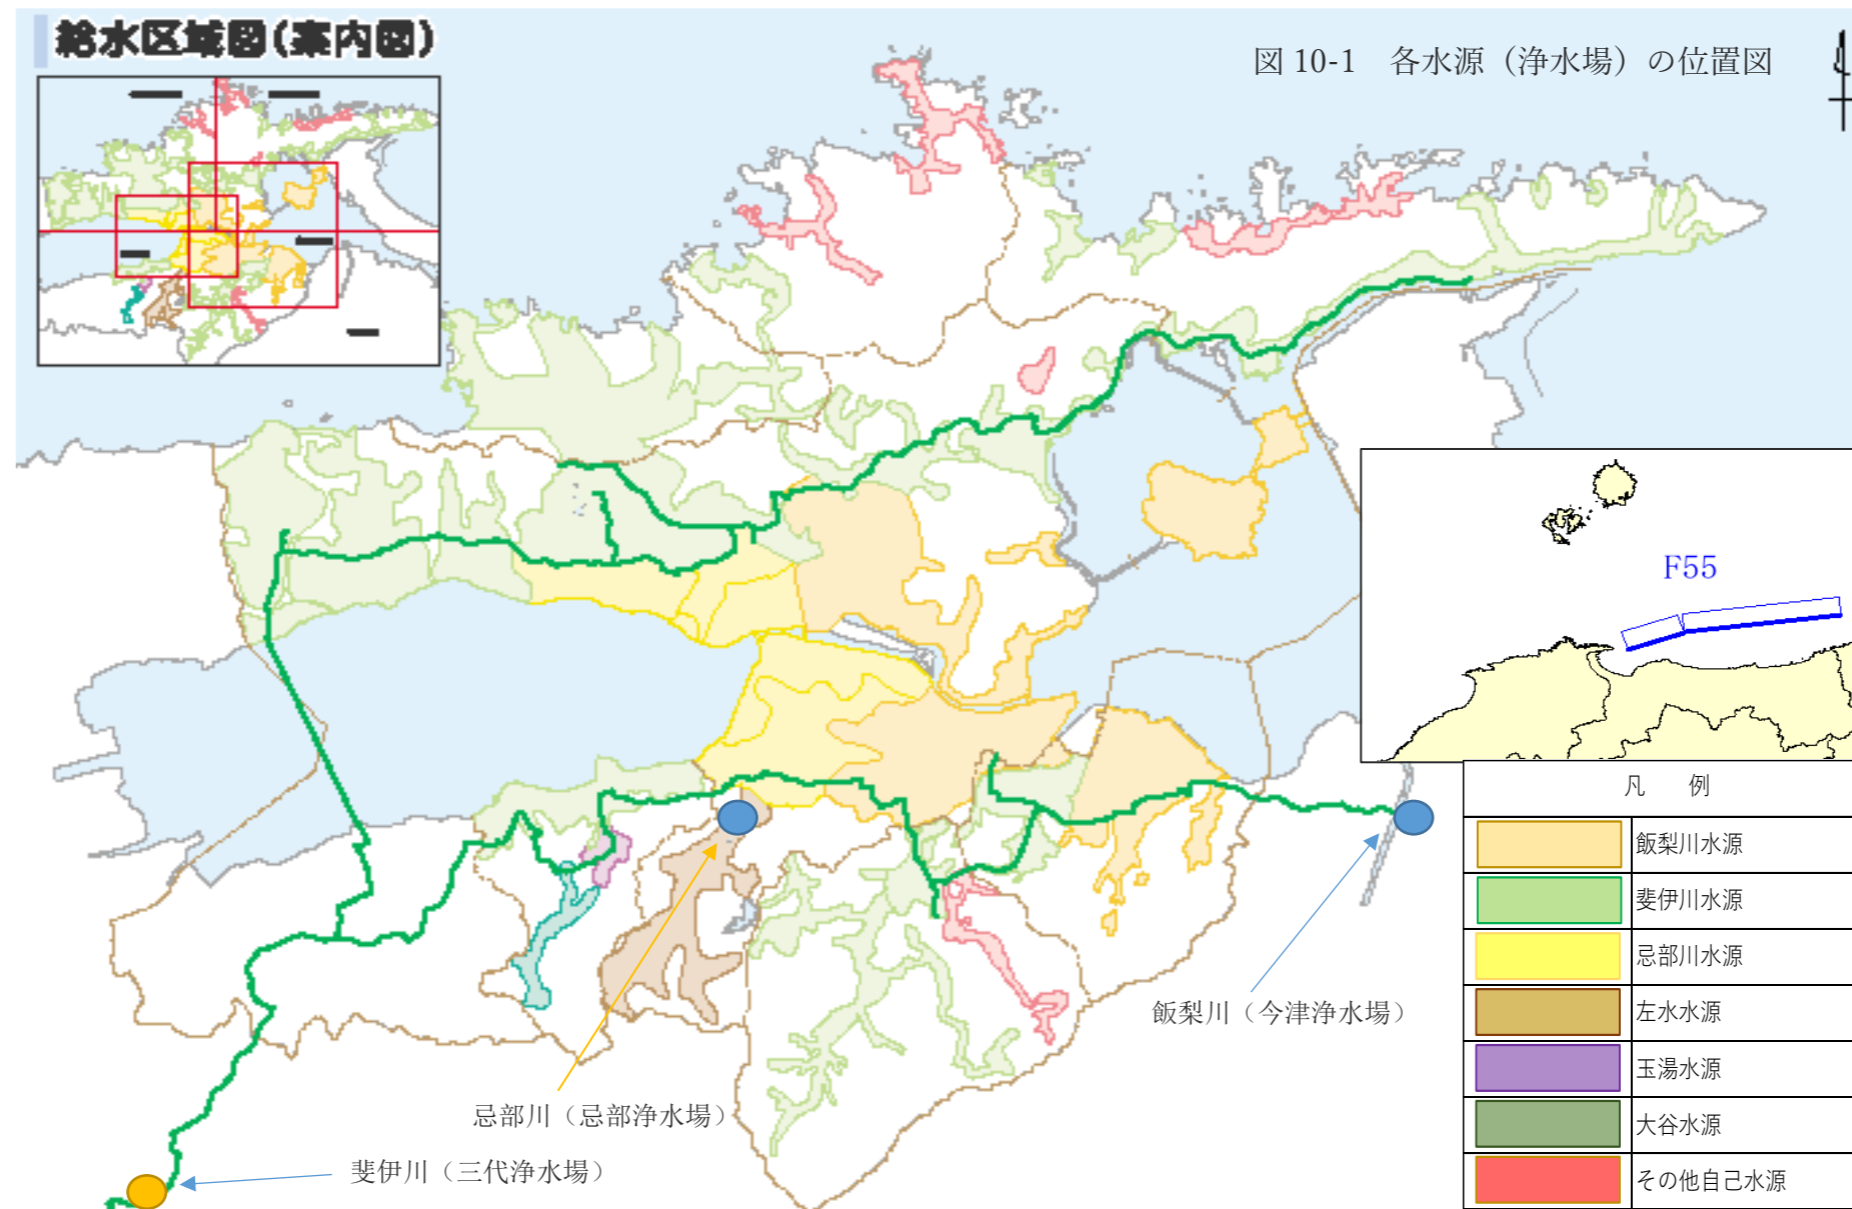 給水区域図(案内図)
図 10-1　各水源（浄水場）の位置図
F55
凡　例
飯梨川水源
斐伊川水源
忌部川水源
左水水源
玉湯水源
大谷水源
その他自己水源
飯梨川（今津浄水場）
忌部川（忌部浄水場）
斐伊川（三代浄水場）